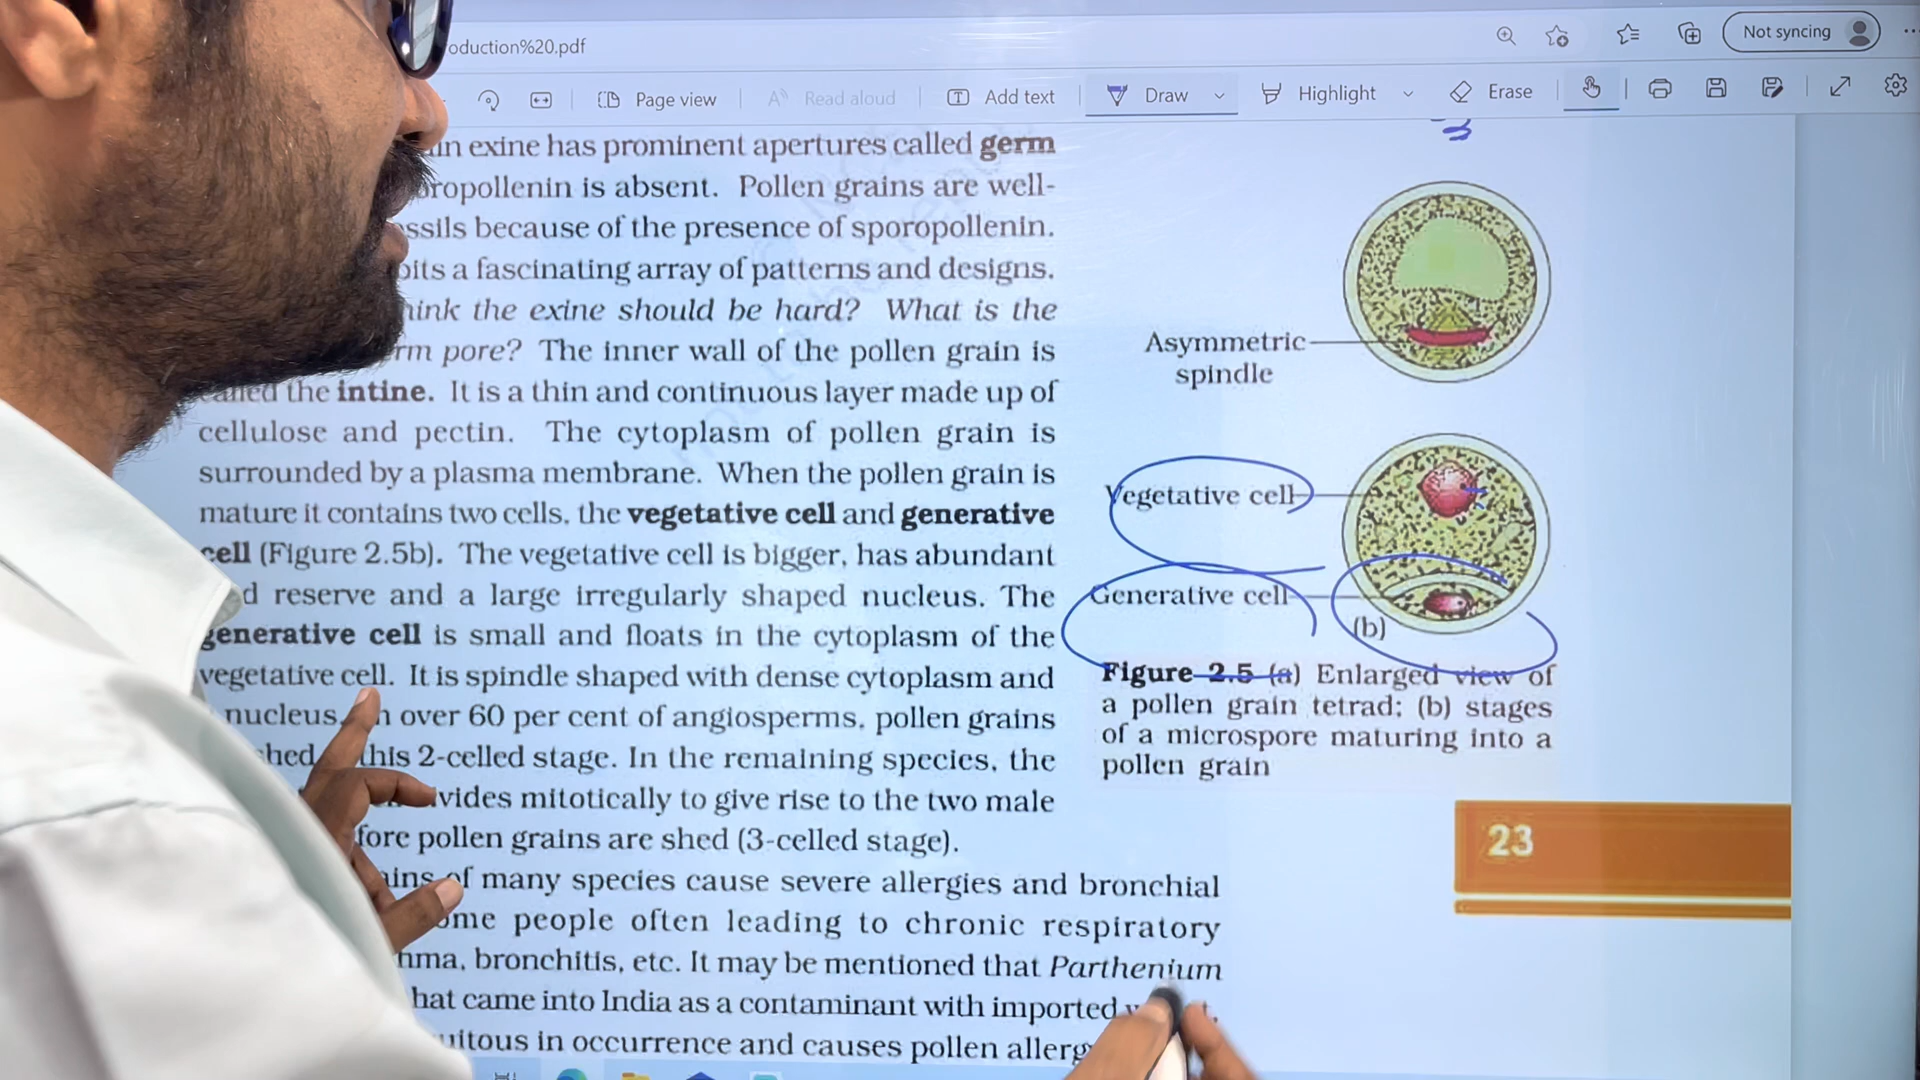 oduction%20.pdf
Not syncing
Page view
Read aloud
Add text
Draw
Highlight
Erase
in exine has prominent apertures called germ
ropollenin is absent. Pollen grains are well-
ssils because of the presence of sporopollenin.
bits a fascinating array of patterns and designs.
hink the exine should be hard? What is the
rm pore? The inner wall of the pollen grain is
called the intine. It is a thin and continuous layer made up of
cellulose and pectin. The cytoplasm of pollen grain is
surrounded by a plasma membrane. When the pollen grain is
mature it contains two cells, the vegetative cell and generative
cell (Figure 2.5b). The vegetative cell is bigger, has abundant
d reserve and a large irregularly shaped nucleus. The
generative cell is small and floats in the cytoplasm of the
vegetative cell. It is spindle shaped with dense cytoplasm and
nucleus. n over 60 per cent of angiosperms, pollen grains
hed this 2-celled stage. In the remaining species, the
vides mitotically to give rise to the two male
fore pollen grains are shed (3-celled stage).
ains of many species cause severe allergies and bronchial
ome people often leading to chronic respiratory
hma, bronchitis, etc. It may be mentioned that Parthenium
hat came into India as a contaminant with imported
uitous in occurrence and causes pollen allerg
Asymmetric
spindle
Vegetative cell
Generative cell
(b)
Figure 2.5 (a) Enlarged view of
a pollen grain tetrad; (b) stages
of a microspore maturing into a
pollen grain
23